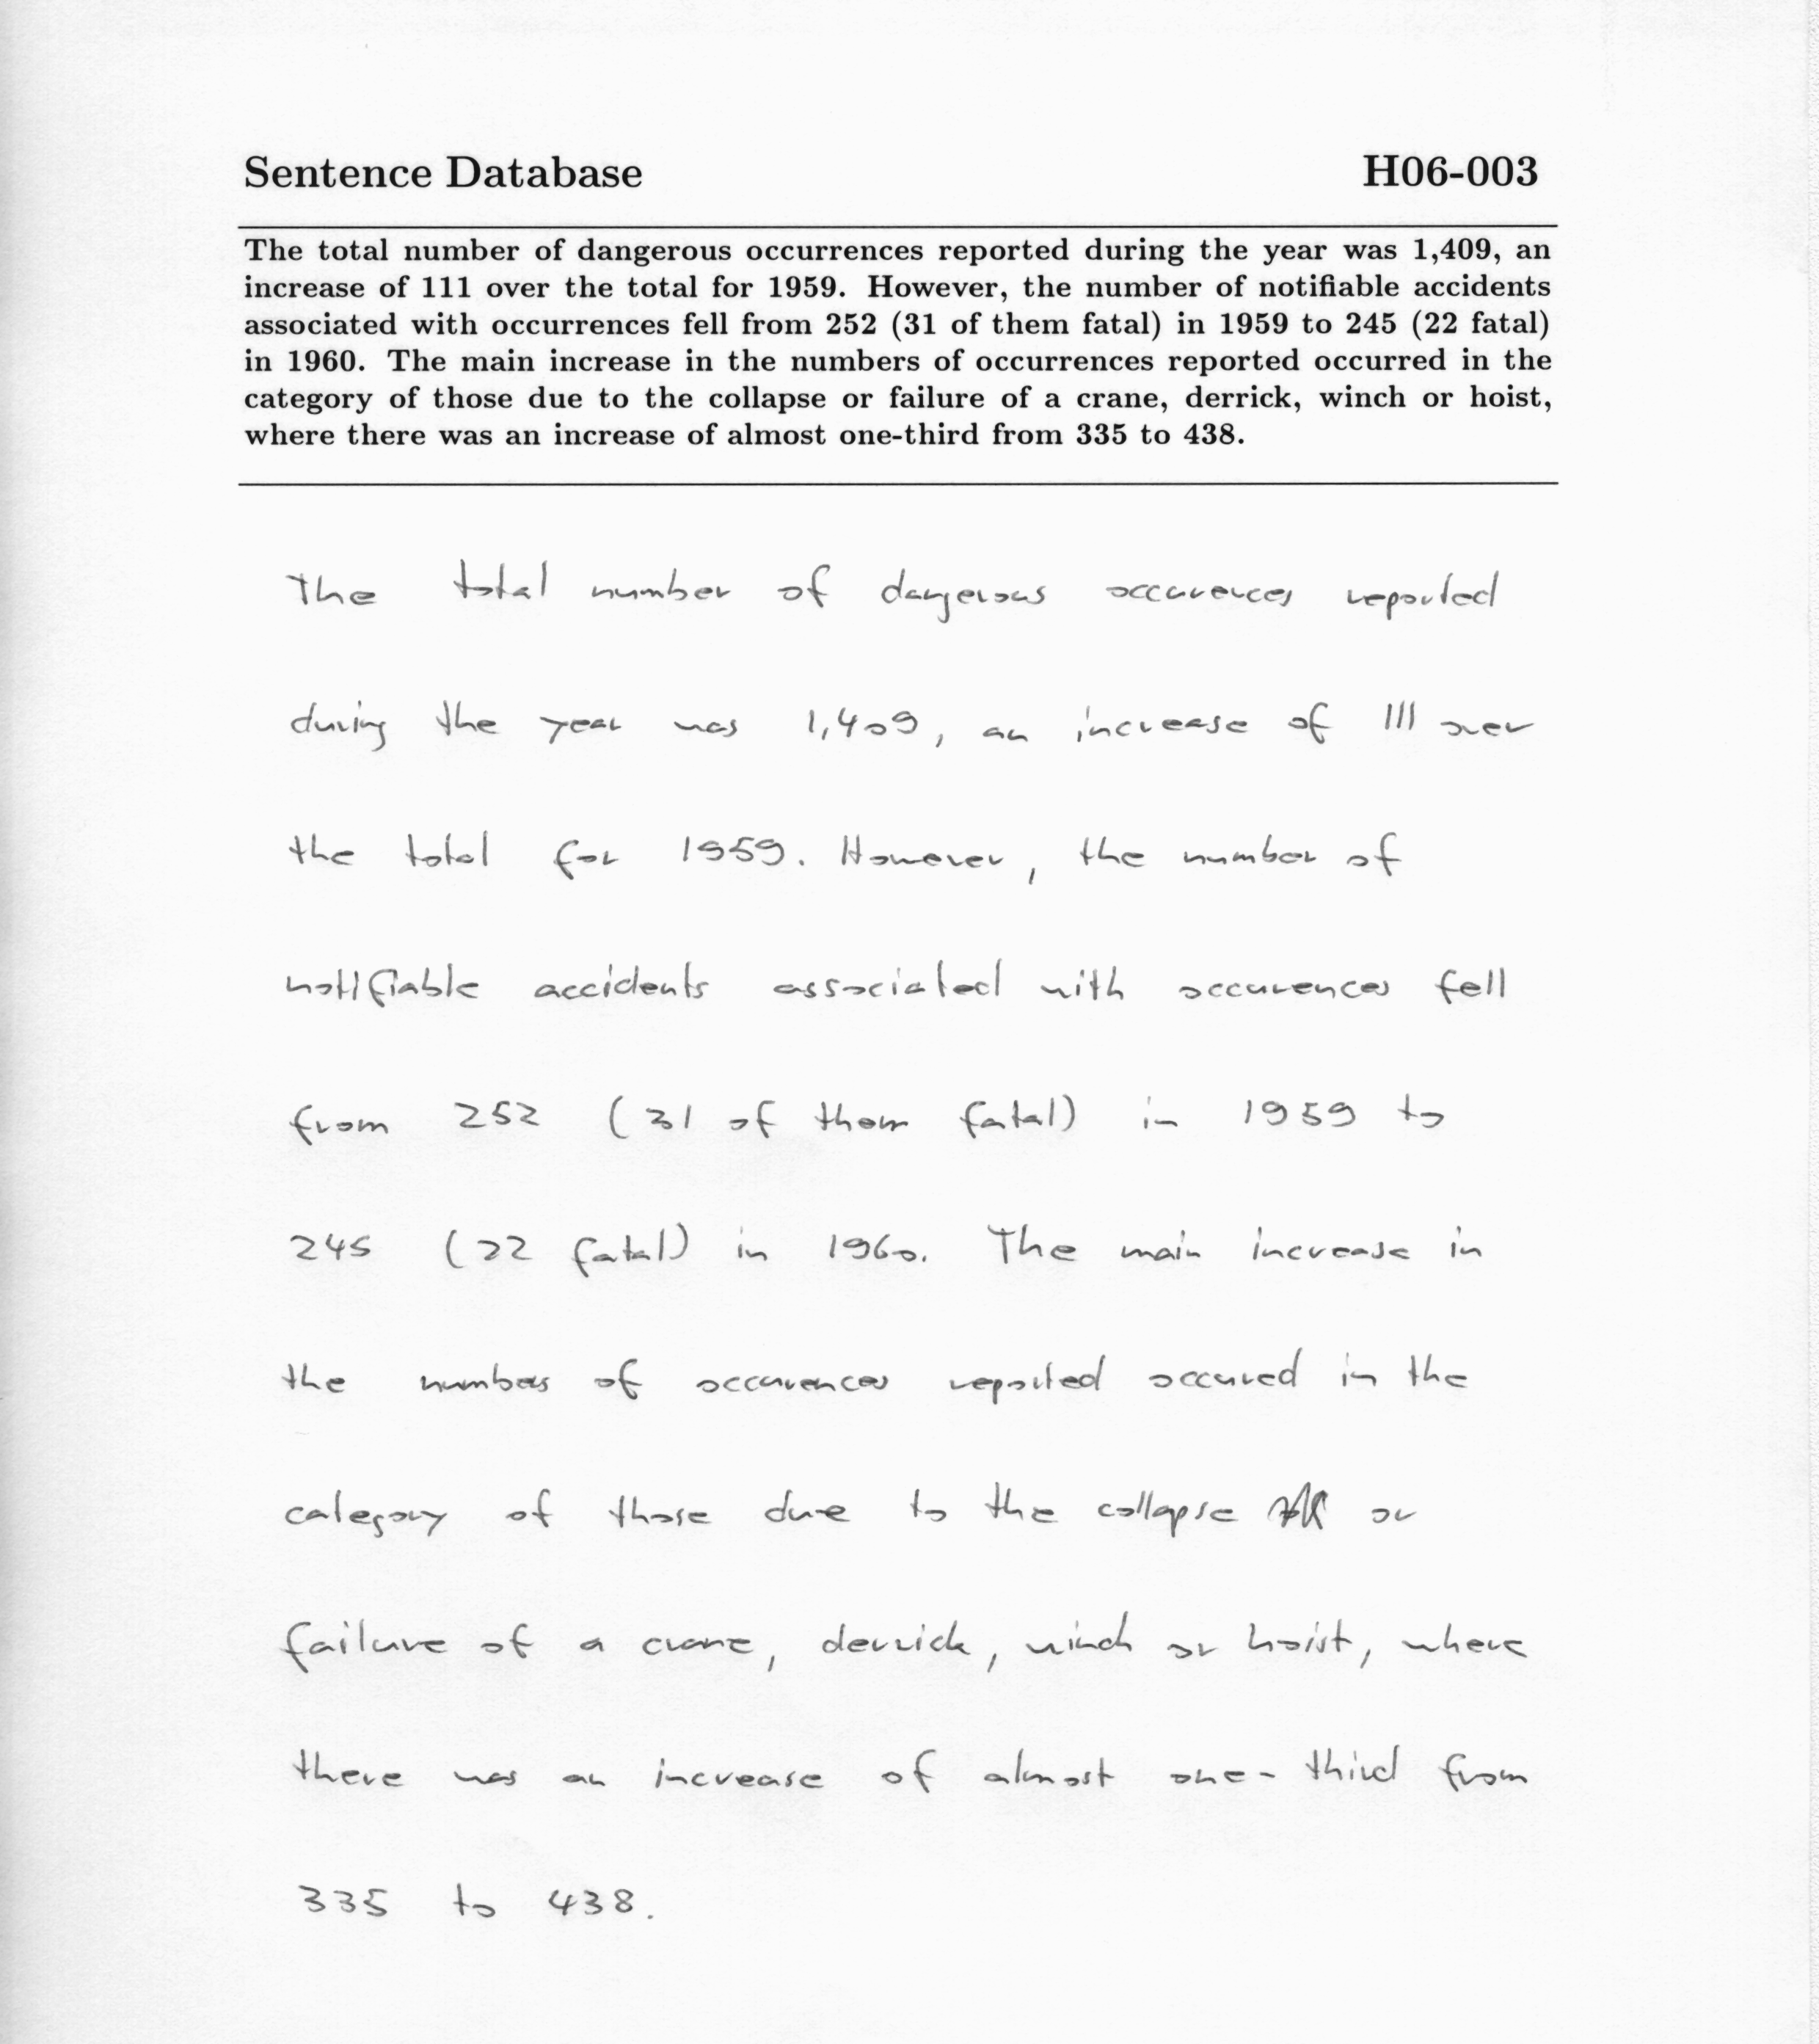 Sentence Database H06-003
The total number of dangerous occurrences reported during the year was 1,409, an
increase of 111 over the total for 1959. However, the number of notifiable accidents
associated with occurrences fell from 252 (31 of them fatal) in 1959 to 245 (22 fatal)
in 1960. The main increase in the numbers of occurrences reported occurred in the
category of those due to the collapse or failure of a crane, derrick, winch or hoist,
where there was an increase of almost one-third from 335 to 438.
The total number of dangerous occurences reported
during the year was 1,409, an increase of 111 over
the total for 1959. However, the number of
notifiable accidents associated with occurences fell
from 252 (31 of them fatal) in 1959 to
245 (22 fatal) in 1960. The main increase in
the numbers of occurences reported occured in the
category of those due to the collapse or
failure of a crane, derrick, winch or hoist, where
there was an increase of almost one-third from
335 to 438.